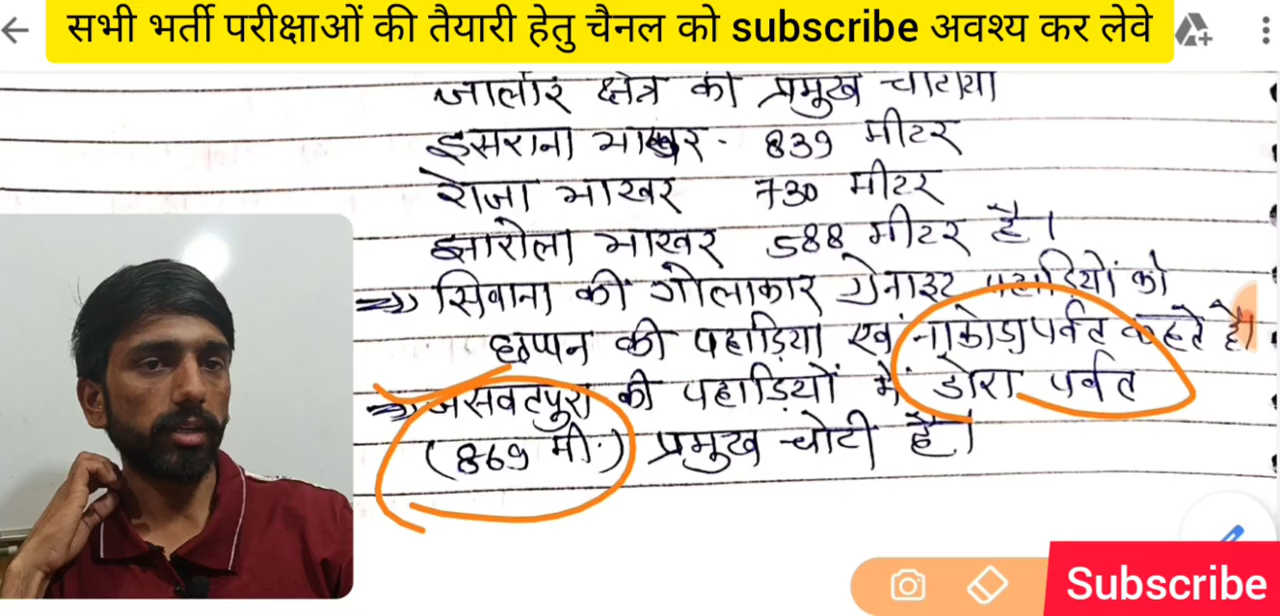 सभी भर्ती परीक्षाओं की तैयारी हेतु चैनल को subscribe अवश्य कर लेवे
जालौर क्षेत्र की प्रमुख चोटीया
इसराना भाखर - 839 मीटर
रोजा भाखर 730 मीटर
झारोला भाखर 588 मीटर है।
सिवाना की गोलाकार ग्रेनाइट पहाडियों को
छप्पन की पहाड़िया एवं नाकोडा पर्वत कहते है।
जसवंतपुरा की पहाड़ियों में डोरा पर्वत
(869 मी.) प्रमुख चोटी है।
Subscribe